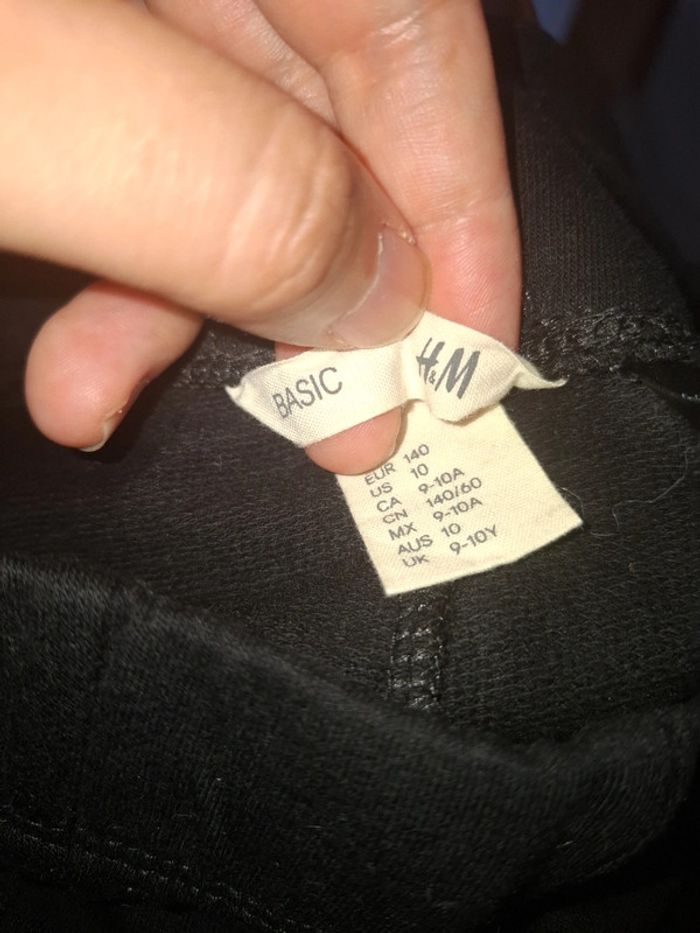 BASIC H&M
EUR 140
US 10
CA 9-10A
CN 140/60
MX 9-10A
AUS 10
UK 9-10Y